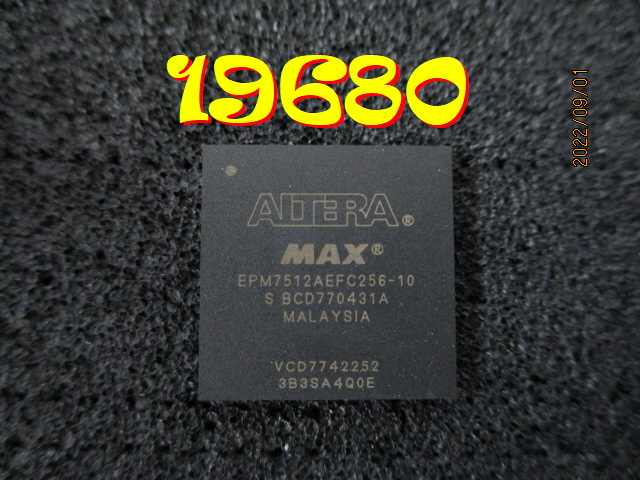 19680
2022/09/01
ALTERA®
MAX®
EPM7512AEFC256-10
S BCD770431A
MALAYSIA
VCD7742252
3B3SA4Q0E